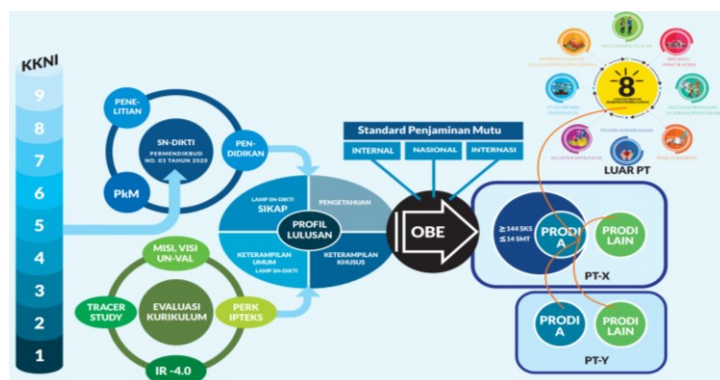 KKNI
9
8
7
6
5
4
3
2
1
PENE-
LITIAN
SN-DIKTI
PERMENDIKBUD
NO. 03 TAHUN 2020
PEN-
DIDIKAN
PkM
MISI, VISI
UN-VAL
TRACER
STUDY
EVALUASI
KURIKULUM
PERK
IPTEKS
IR -4.0
LAMP SN-DIKTI
SIKAP
PENGETAHUAN
PROFIL
LULUSAN
KETERAMPILAN
UMUM
LAMP SN-DIKTI
KETERAMPILAN
KHUSUS
Standard Penjaminan Mutu
INTERNAL
NASIONAL
INTERNASI
OBE
8
LUAR PT
≥ 144 SKS
≤ 14 SMT
PRODI
A
PRODI
LAIN
PT-X
PRODI
A
PRODI
LAIN
PT-Y